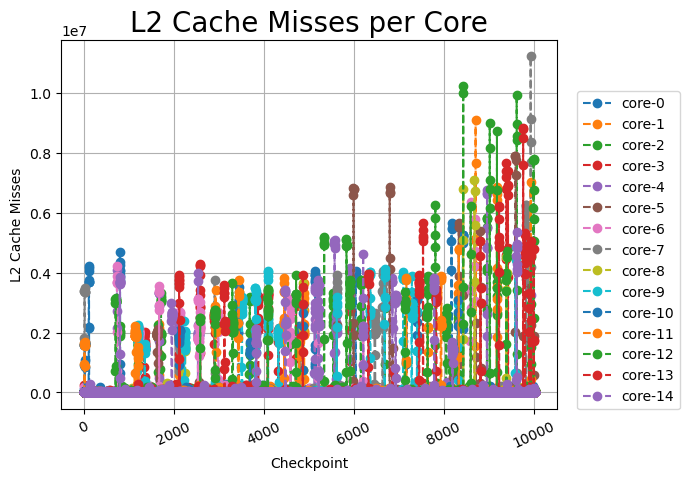 L2 Cache Misses per Core
1e7
1.0
0.8
0.6
0.4
0.2
0.0
L2 Cache Misses
0
2000
4000
6000
8000
10000
Checkpoint
core-0
core-1
core-2
core-3
core-4
core-5
core-6
core-7
core-8
core-9
core-10
core-11
core-12
core-13
core-14